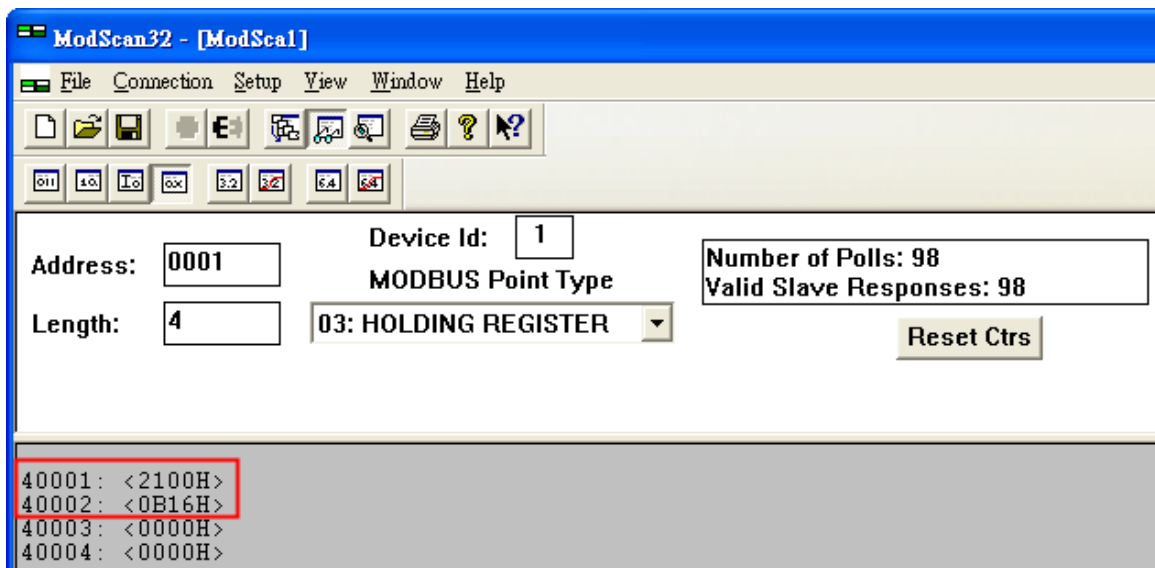 ModScan32 - [ModSca1]
File Connection Setup View Window Help
Address: 0001
Device Id: 1
MODBUS Point Type
Length: 4
03: HOLDING REGISTER
Number of Polls: 98
Valid Slave Responses: 98
Reset Ctrs
40001: <2100H>
40002: <0B16H>
40003: <0000H>
40004: <0000H>